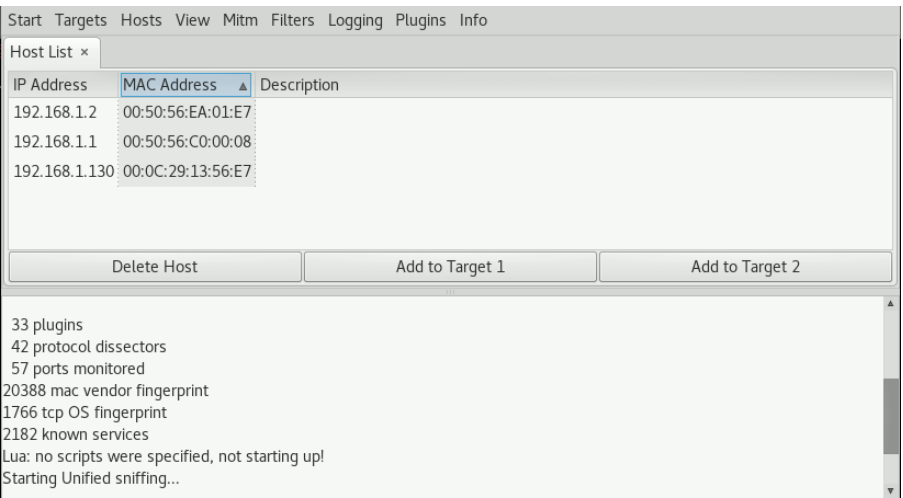 Start Targets Hosts View Mitm Filters Logging Plugins Info
Host List ×
IP Address MAC Address ▲ Description
192.168.1.2 00:50:56:EA:01:E7
192.168.1.1 00:50:56:C0:00:08
192.168.1.130 00:0C:29:13:56:E7
Delete Host Add to Target 1 Add to Target 2
33 plugins
42 protocol dissectors
57 ports monitored
20388 mac vendor fingerprint
1766 tcp OS fingerprint
2182 known services
Lua: no scripts were specified, not starting up!
Starting Unified sniffing...